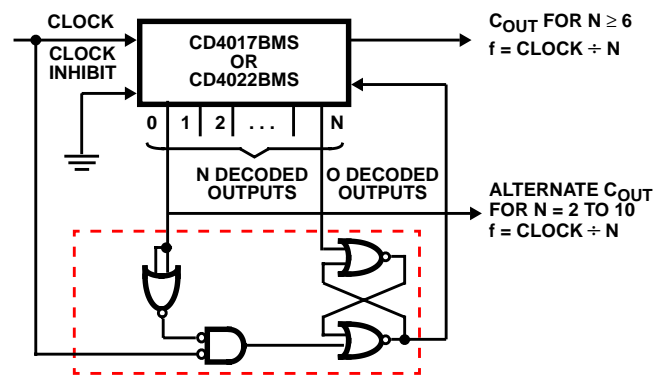 CLOCK
CLOCK
INHIBIT
CD4017BMS
OR
CD4022BMS
C_OUT FOR N ≥ 6
f = CLOCK ÷ N
0 1 2 . . . N
N DECODED
OUTPUTS
O DECODED
OUTPUTS
ALTERNATE C_OUT
FOR N = 2 TO 10
f = CLOCK ÷ N